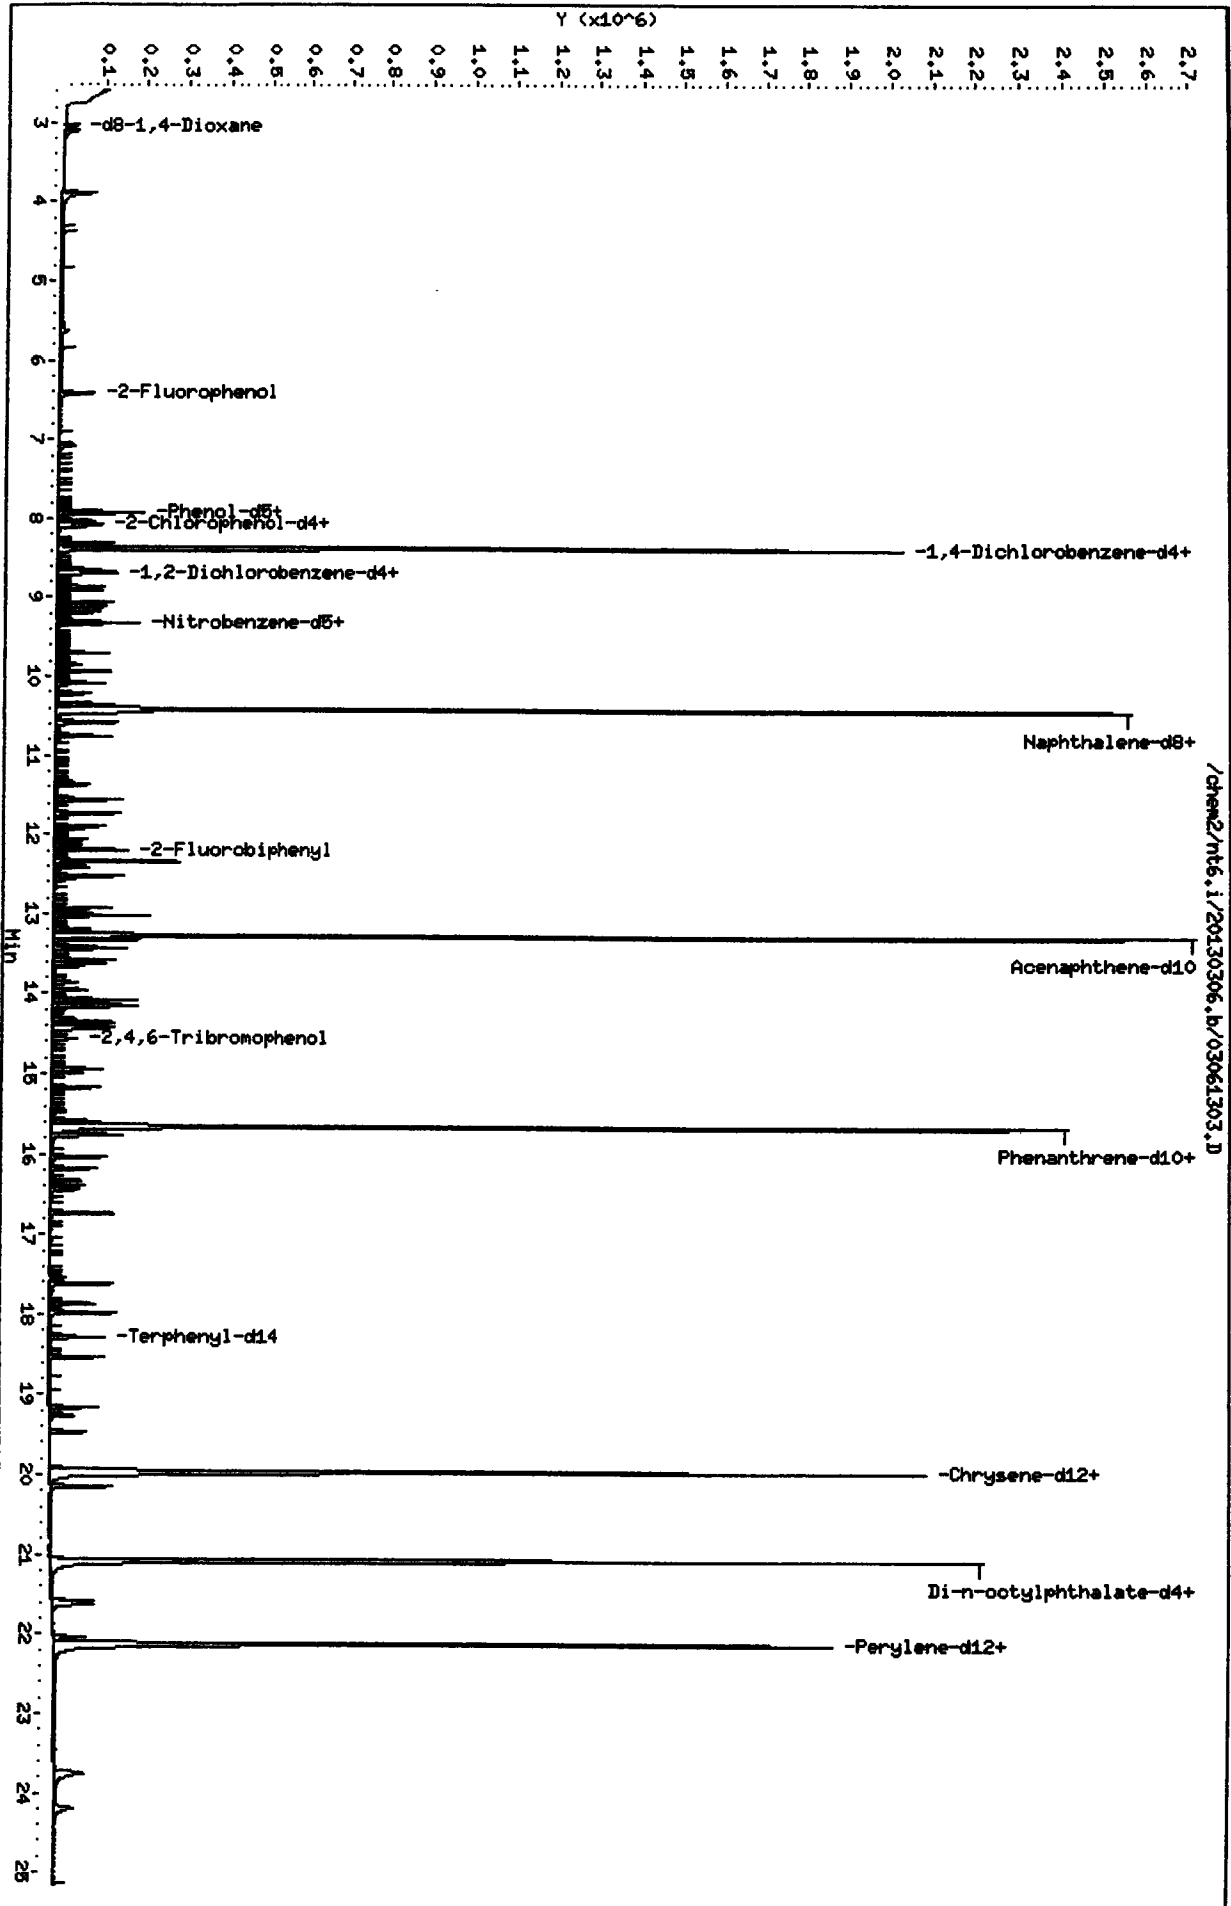 /chem2/nt6.i/20130306.b/03061303.D
Y (x10^6)
0.1
0.2
0.3
0.4
0.5
0.6
0.7
0.8
0.9
1.0
1.1
1.2
1.3
1.4
1.5
1.6
1.7
1.8
1.9
2.0
2.1
2.2
2.3
2.4
2.5
2.6
2.7
-d8-1,4-Dioxane
-2-Fluorophenol
-Phenol-d5+
-2-Chlorophenol-d4+
-1,4-Dichlorobenzene-d4+
-1,2-Dichlorobenzene-d4+
-Nitrobenzene-d5+
Naphthalene-d8+
-2-Fluorobiphenyl
Acenaphthene-d10
-2,4,6-Tribromophenol
Phenanthrene-d10+
-Terphenyl-d14
-Chrysene-d12+
Di-n-octylphthalate-d4+
-Perylene-d12+
3
4
5
6
7
8
9
10
11
12
13
14
15
16
17
18
19
20
21
22
23
24
25
Min